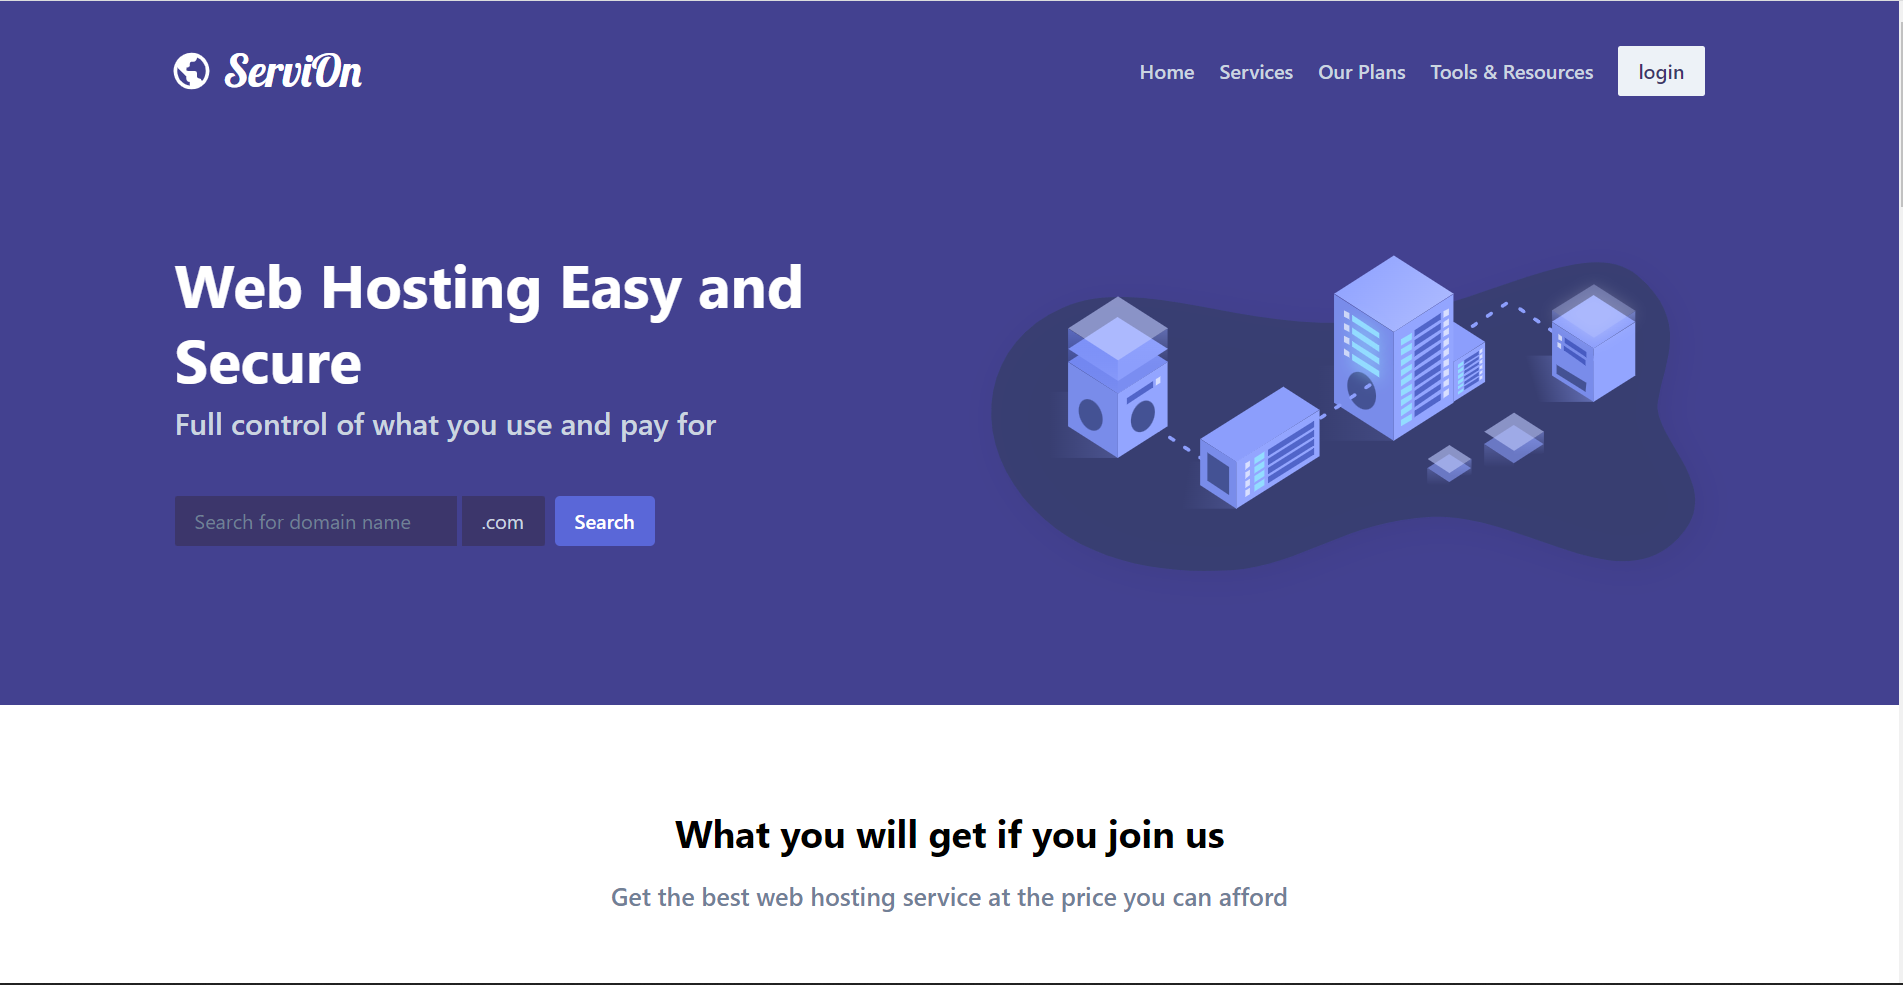 ServiOn
Home Services Our Plans Tools & Resources login
Web Hosting Easy and
Secure
Full control of what you use and pay for
Search for domain name .com Search
What you will get if you join us
Get the best web hosting service at the price you can afford